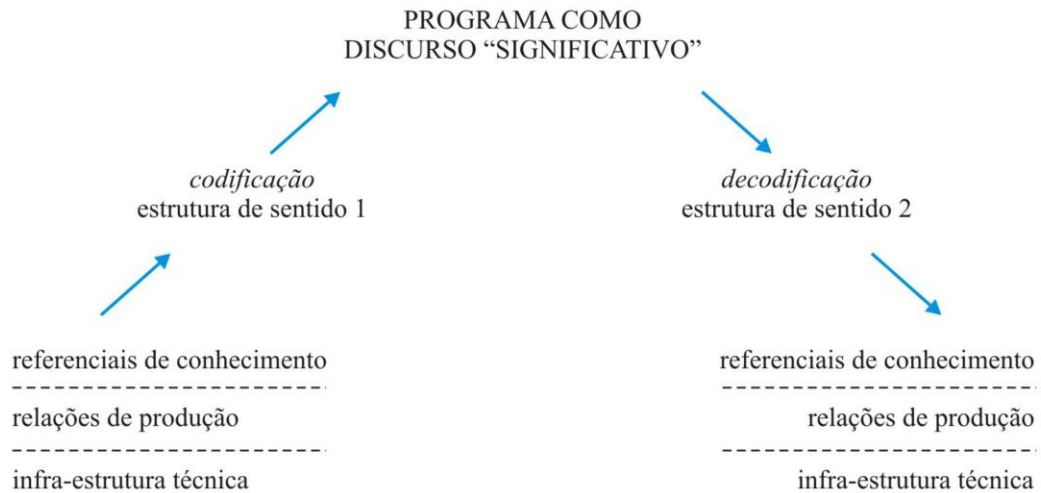 PROGRAMA COMO
DISCURSO “SIGNIFICATIVO”
codificação
estrutura de sentido 1
decodificação
estrutura de sentido 2
referenciais de conhecimento
relações de produção
infra-estrutura técnica
referenciais de conhecimento
relações de produção
infra-estrutura técnica